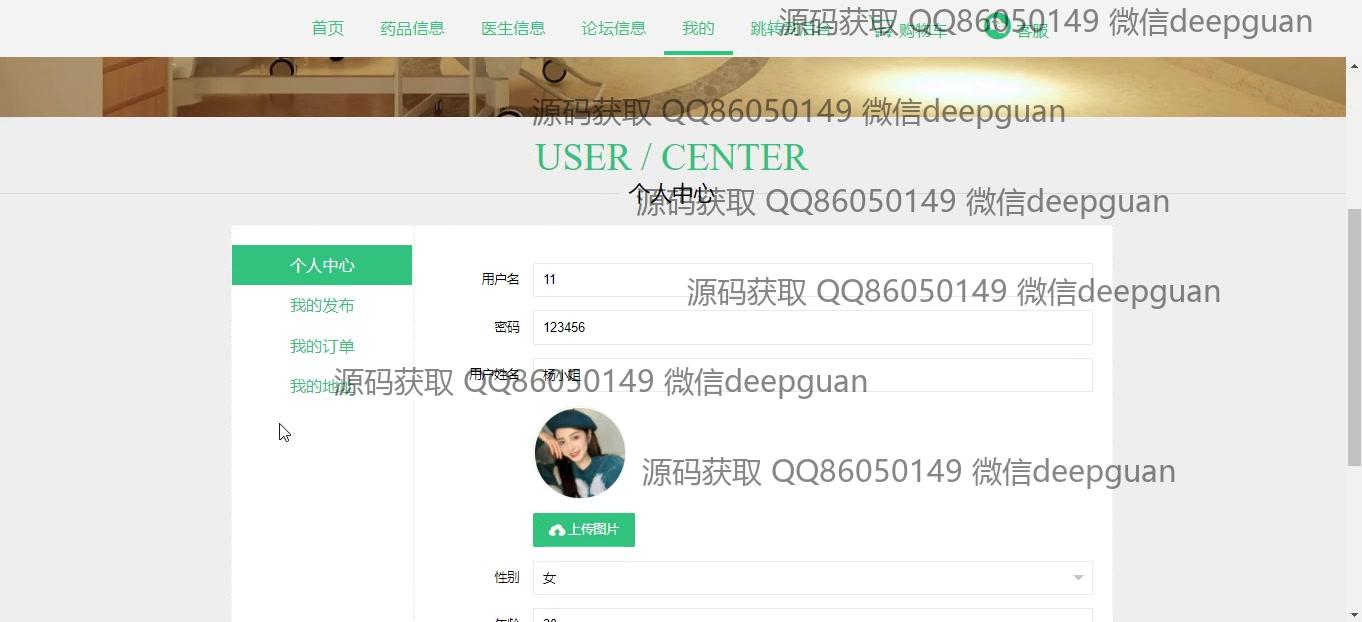 首页 药品信息 医生信息 论坛信息 我的 跳转到后台 购物车 客服
源码获取 QQ86050149 微信deepguan
源码获取 QQ86050149 微信deepguan
USER / CENTER
个人中心
源码获取 QQ86050149 微信deepguan
个人中心
我的发布
我的订单
我的地址
用户名 11
源码获取 QQ86050149 微信deepguan
密码 123456
用户姓名 杨小姐
源码获取 QQ86050149 微信deepguan
源码获取 QQ86050149 微信deepguan
上传图片
性别 女
年龄 20